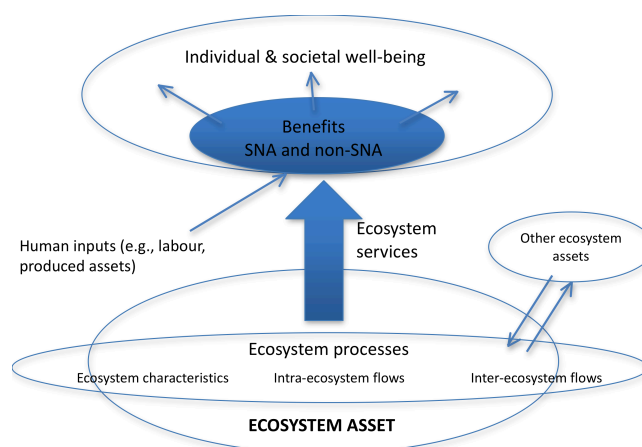 Individual & societal well-being
Benefits
SNA and non-SNA
Human inputs (e.g., labour,
produced assets)
Ecosystem
services
Other ecosystem
assets
Ecosystem processes
Ecosystem characteristics
Intra-ecosystem flows
Inter-ecosystem flows
ECOSYSTEM ASSET